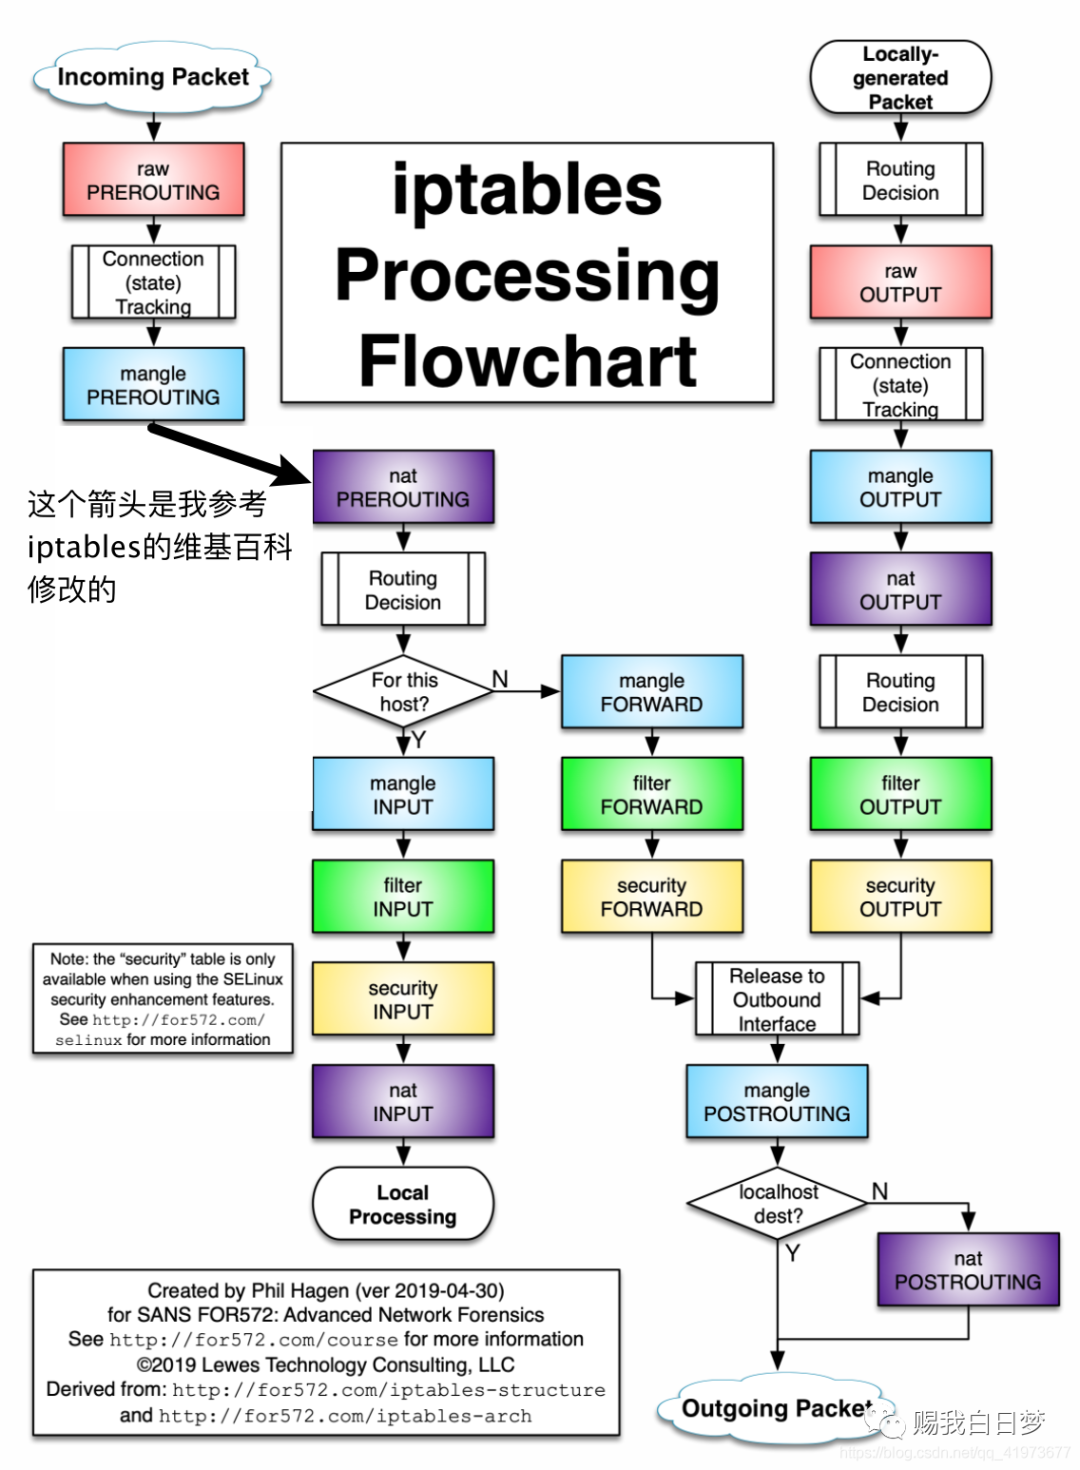 Incoming Packet
raw
PREROUTING
Connection
(state)
Tracking
mangle
PREROUTING
iptables
Processing
Flowchart
Locally-
generated
Packet
Routing
Decision
raw
OUTPUT
Connection
(state)
Tracking
mangle
OUTPUT
nat
OUTPUT
Routing
Decision
filter
OUTPUT
security
OUTPUT
这个箭头是我参考
iptables的维基百科
修改的
nat
PREROUTING
Routing
Decision
For this
host?
N
Y
mangle
FORWARD
filter
FORWARD
security
FORWARD
mangle
INPUT
filter
INPUT
security
INPUT
nat
INPUT
Local
Processing
Note: the “security” table is only
available when using the SELinux
security enhancement features.
See http://for572.com/
selinux for more information
Release to
Outbound
Interface
mangle
POSTROUTING
localhost
dest?
N
Y
nat
POSTROUTING
Outgoing Packet
Created by Phil Hagen (ver 2019-04-30)
for SANS FOR572: Advanced Network Forensics
See http://for572.com/course for more information
©2019 Lewes Technology Consulting, LLC
Derived from: http://for572.com/iptables-structure
and http://for572.com/iptables-arch
赐我白日梦
https://blog.csdn.net/qq_41973677